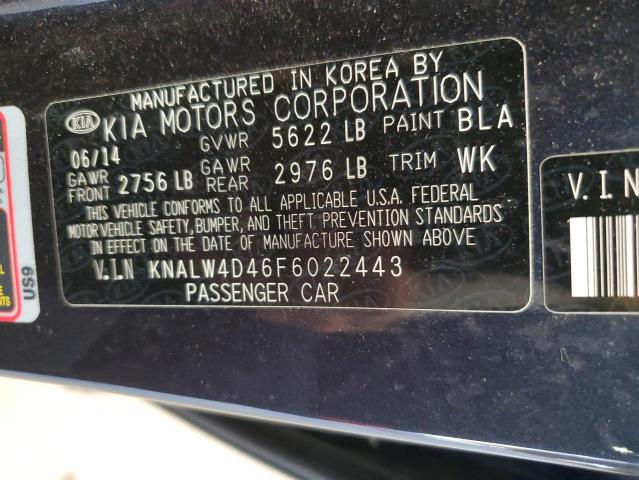 MANUFACTURED IN KOREA BY
KIA KIA MOTORS CORPORATION
06/14 GVWR 5622 LB PAINT BLA
GAWR FRONT 2756 LB GAWR REAR 2976 LB TRIM WK
THIS VEHICLE CONFORMS TO ALL APPLICABLE U.S.A. FEDERAL
MOTOR VEHICLE SAFETY, BUMPER, AND THEFT PREVENTION STANDARDS
IN EFFECT ON THE DATE OF MANUFACTURE SHOWN ABOVE
V.I.N KNALW4D46F6022443
PASSENGER CAR
V.I.N
US9